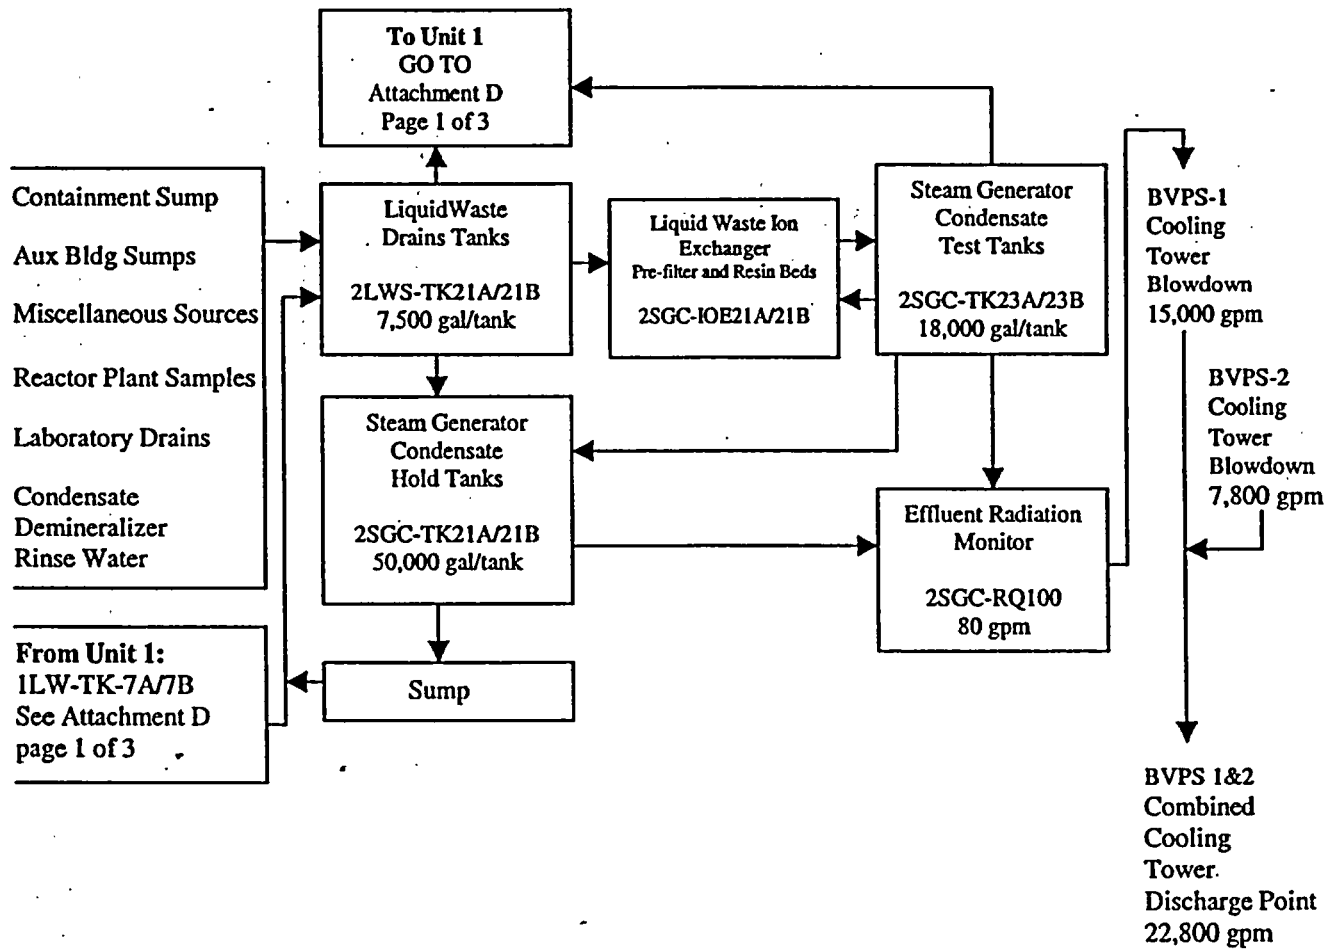 To Unit 1
GO TO
Attachment D
Page 1 of 3
Containment Sump
Aux Bldg Sumps
Miscellaneous Sources
Reactor Plant Samples
Laboratory Drains
Condensate
Demineralizer
Rinse Water
From Unit 1:
1LW-TK-7A/7B
See Attachment D
page 1 of 3
LiquidWaste
Drains Tanks
2LWS-TK21A/21B
7,500 gal/tank
Steam Generator
Condensate
Hold Tanks
2SGC-TK21A/21B
50,000 gal/tank
Sump
Liquid Waste Ion
Exchanger
Pre-filter and Resin Beds
2SGC-IOE21A/21B
Steam Generator
Condensate
Test Tanks
2SGC-TK23A/23B
18,000 gal/tank
Effluent Radiation
Monitor
2SGC-RQ100
80 gpm
BVPS-1
Cooling
Tower
Blowdown
15,000 gpm
BVPS-2
Cooling
Tower
Blowdown
7,800 gpm
BVPS 1&2
Combined
Cooling
Tower
Discharge Point
22,800 gpm